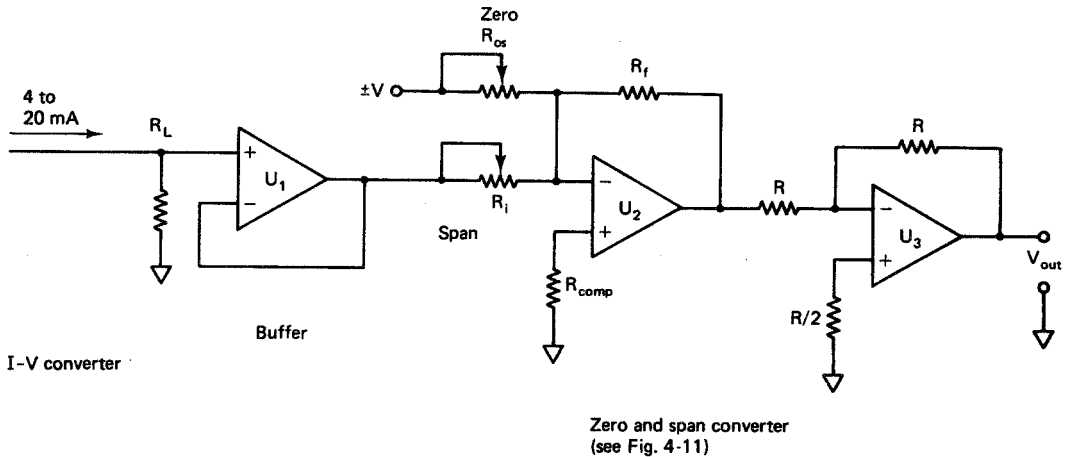 Zero
R_os
±V
R_f
4 to
20 mA
R_L
+
U_1
−
R_i
Span
−
U_2
+
R_comp
R
R
−
U_3
+
R/2
V_out
Buffer
I-V converter
Zero and span converter
(see Fig. 4-11)